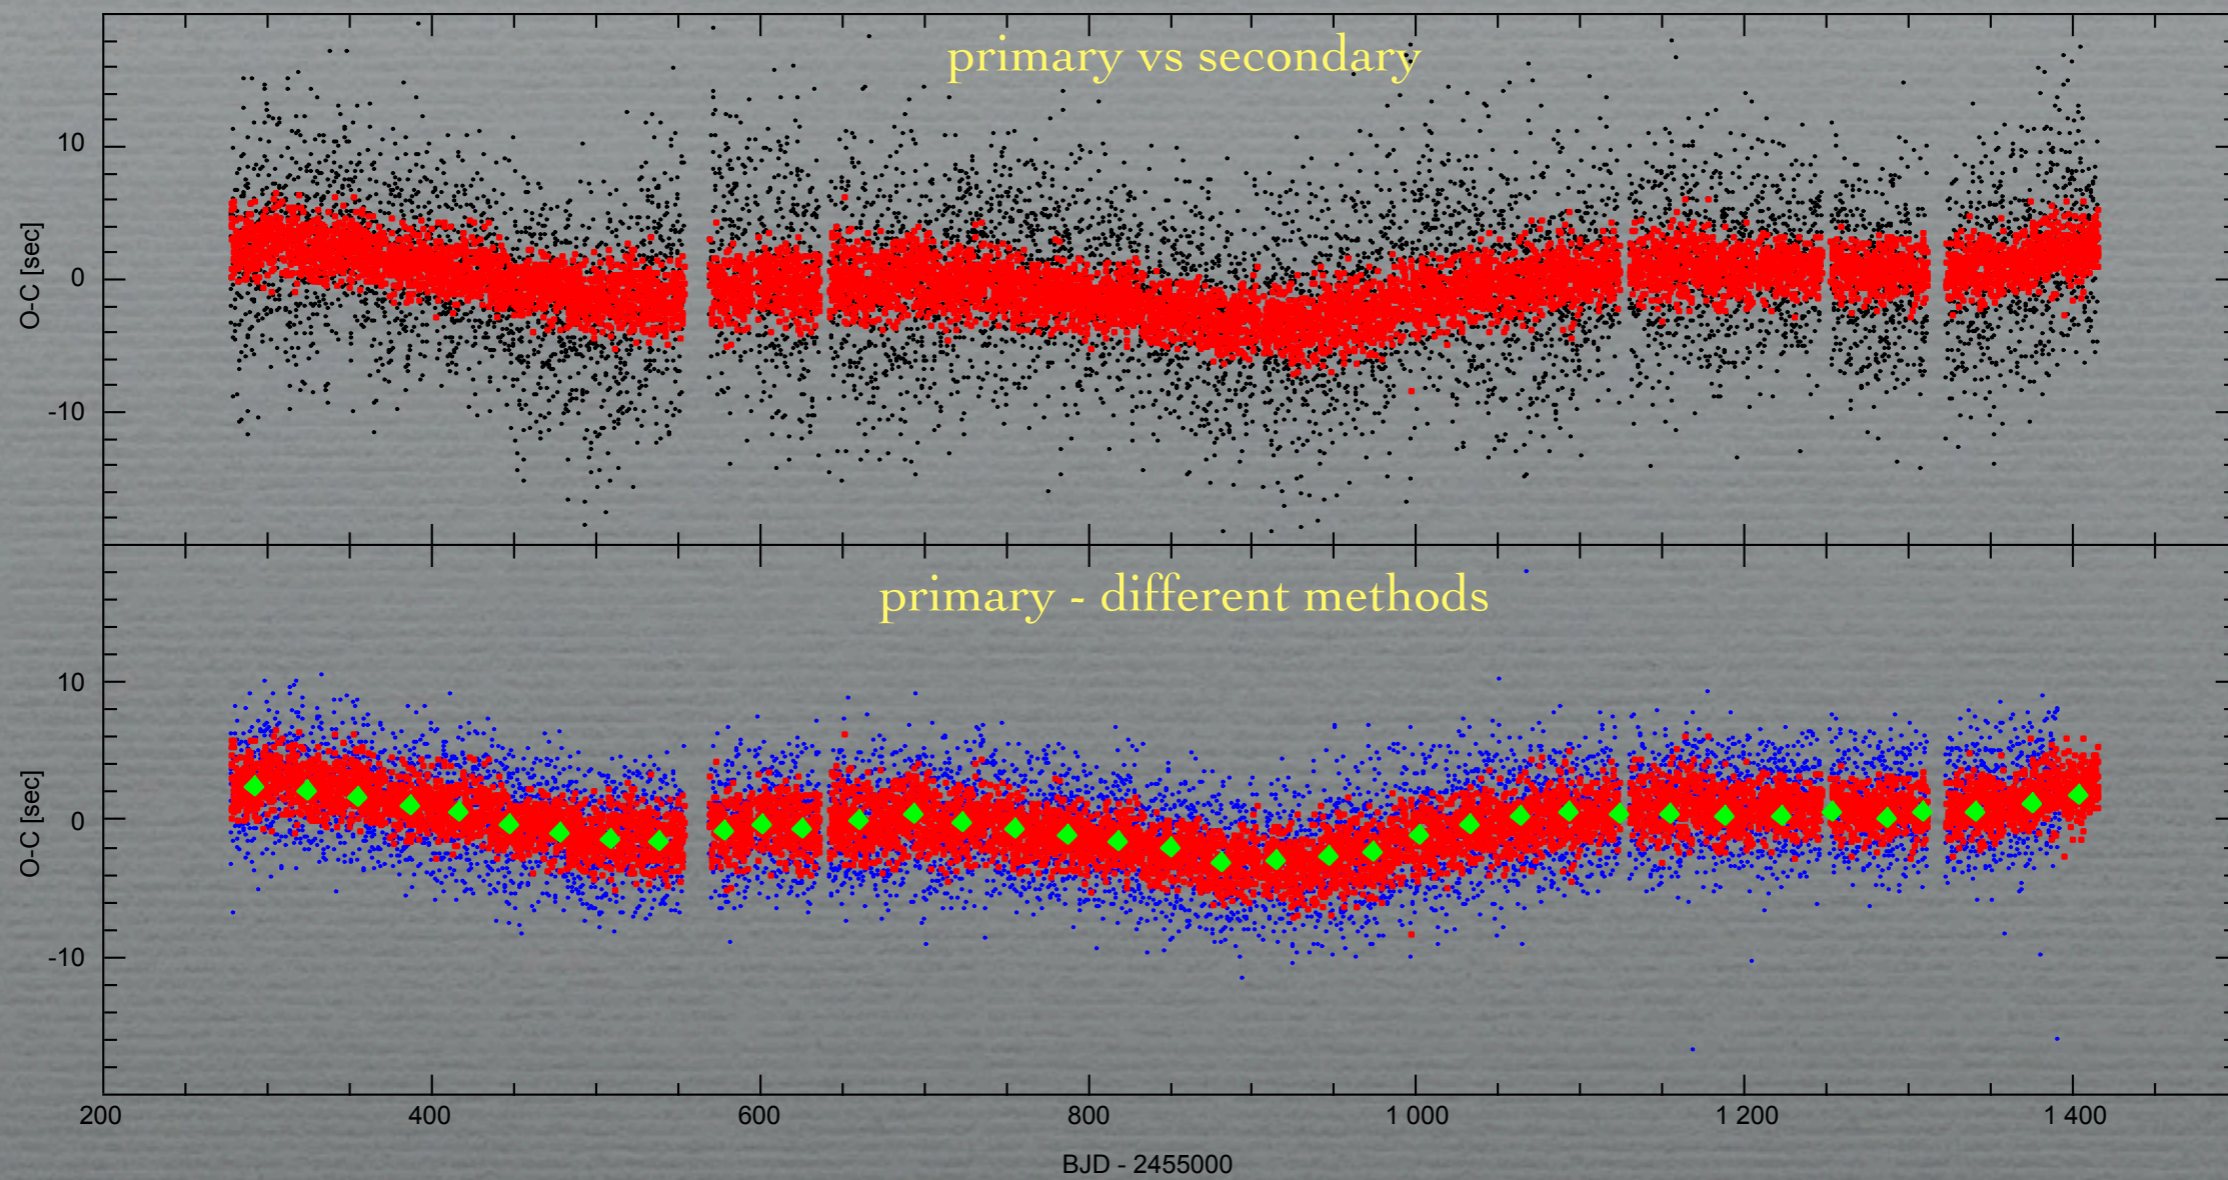 primary vs secondary
10
0
-10
O-C [sec]
primary - different methods
10
0
-10
O-C [sec]
200 400 600 800 1 000 1 200 1 400
BJD - 2455000